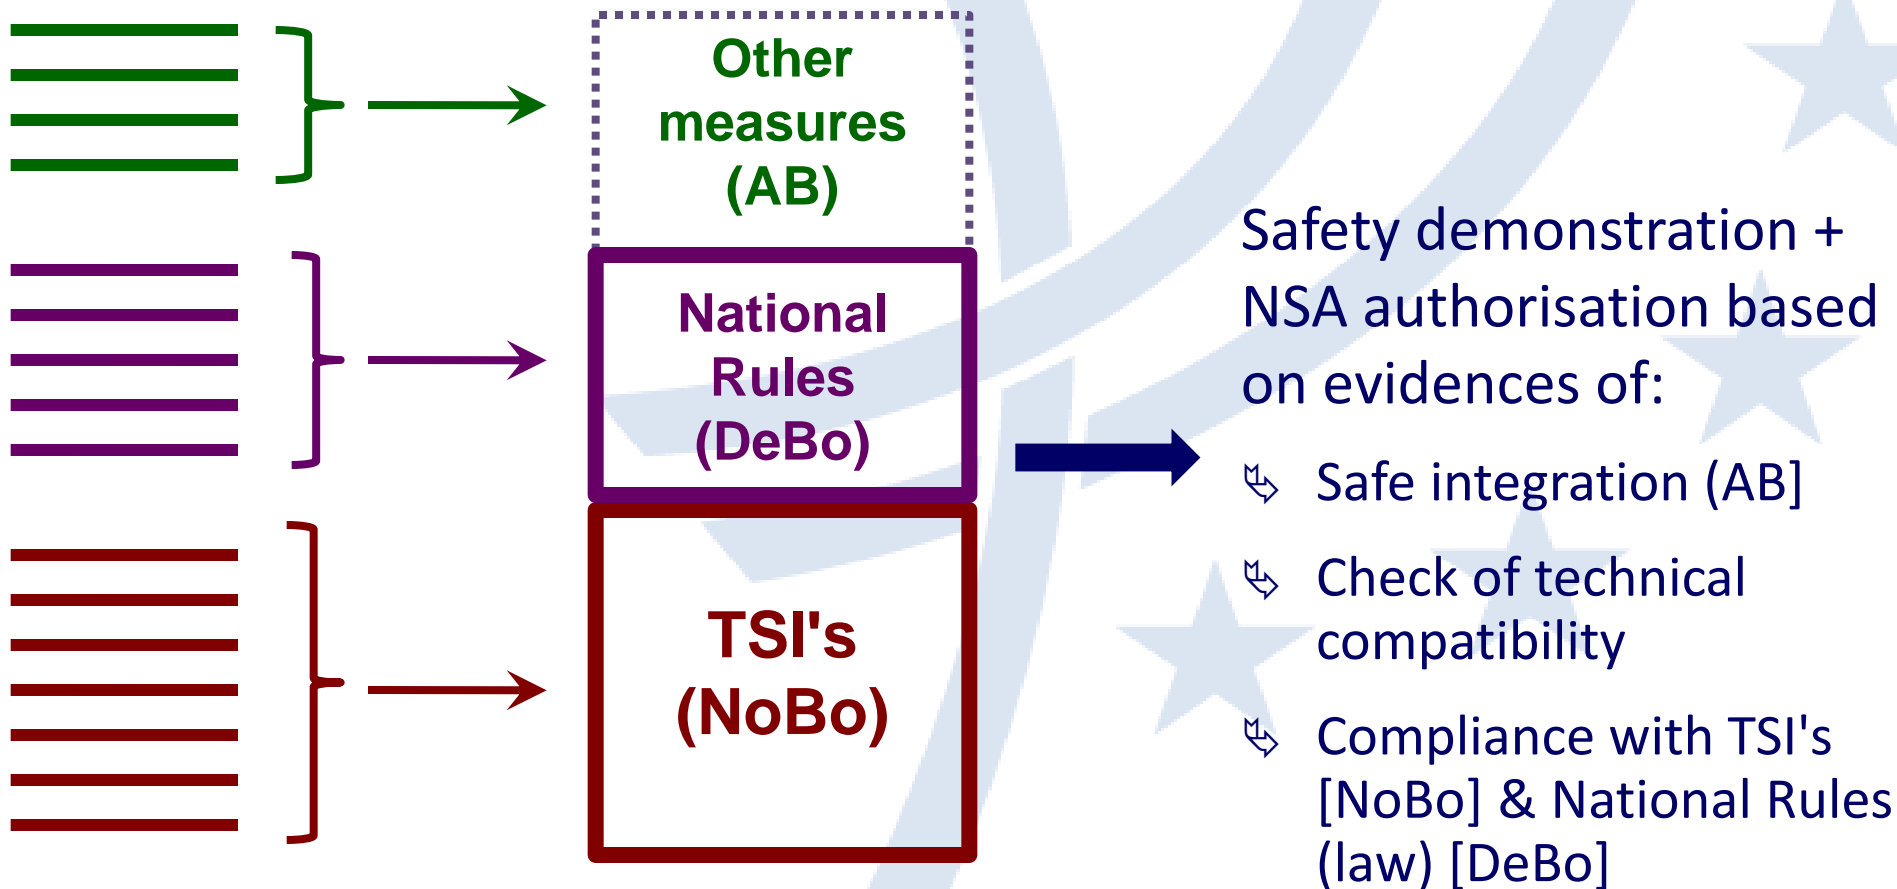 Other
measures
(AB)
National
Rules
(DeBo)
TSI's
(NoBo)
Safety demonstration +
NSA authorisation based
on evidences of:
Safe integration (AB]
Check of technical
compatibility
Compliance with TSI's
[NoBo] & National Rules
(law) [DeBo]